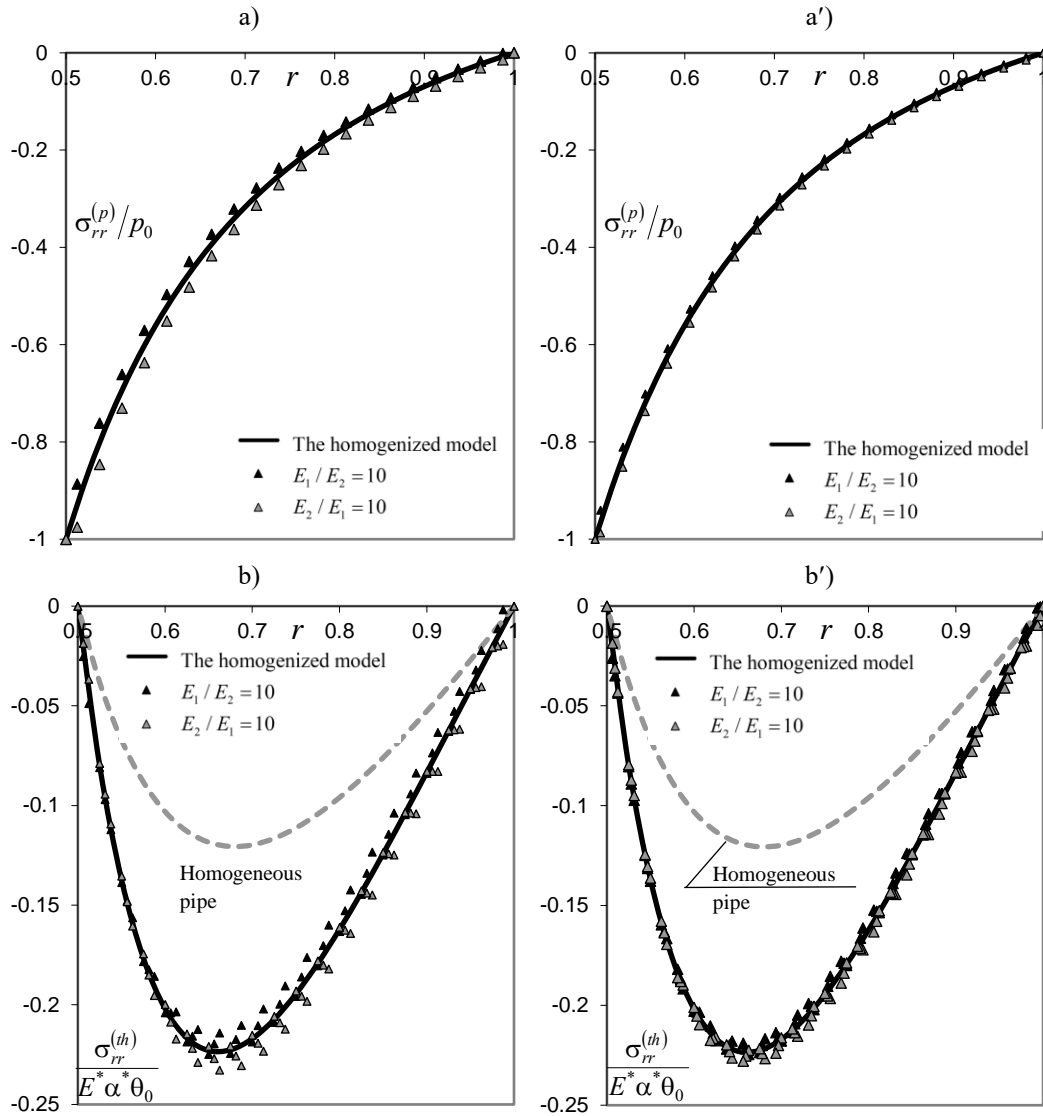 a)
0
0.5 0.6 r 0.7 0.8 0.9 1
-0.2
σ_rr^(p)/p_0
-0.4
-0.6
-0.8
-1
The homogenized model
E_1 / E_2 = 10
E_2 / E_1 = 10
a′)
0
0.5 0.6 r 0.7 0.8 0.9 1
-0.2
σ_rr^(p)/p_0
-0.4
-0.6
-0.8
-1
The homogenized model
E_1 / E_2 = 10
E_2 / E_1 = 10
b)
0
0.5 0.6 0.7 r 0.8 0.9 1
The homogenized model
E_1 / E_2 = 10
E_2 / E_1 = 10
-0.05
-0.1
-0.15
-0.2
-0.25
Homogeneous
pipe
σ_rr^(th)
E^* α^* θ_0
b′)
0
0.5 0.6 0.7 r 0.8 0.9 1
The homogenized model
E_1 / E_2 = 10
E_2 / E_1 = 10
-0.05
-0.1
-0.15
-0.2
-0.25
Homogeneous
pipe
σ_rr^(th)
E^* α^* θ_0